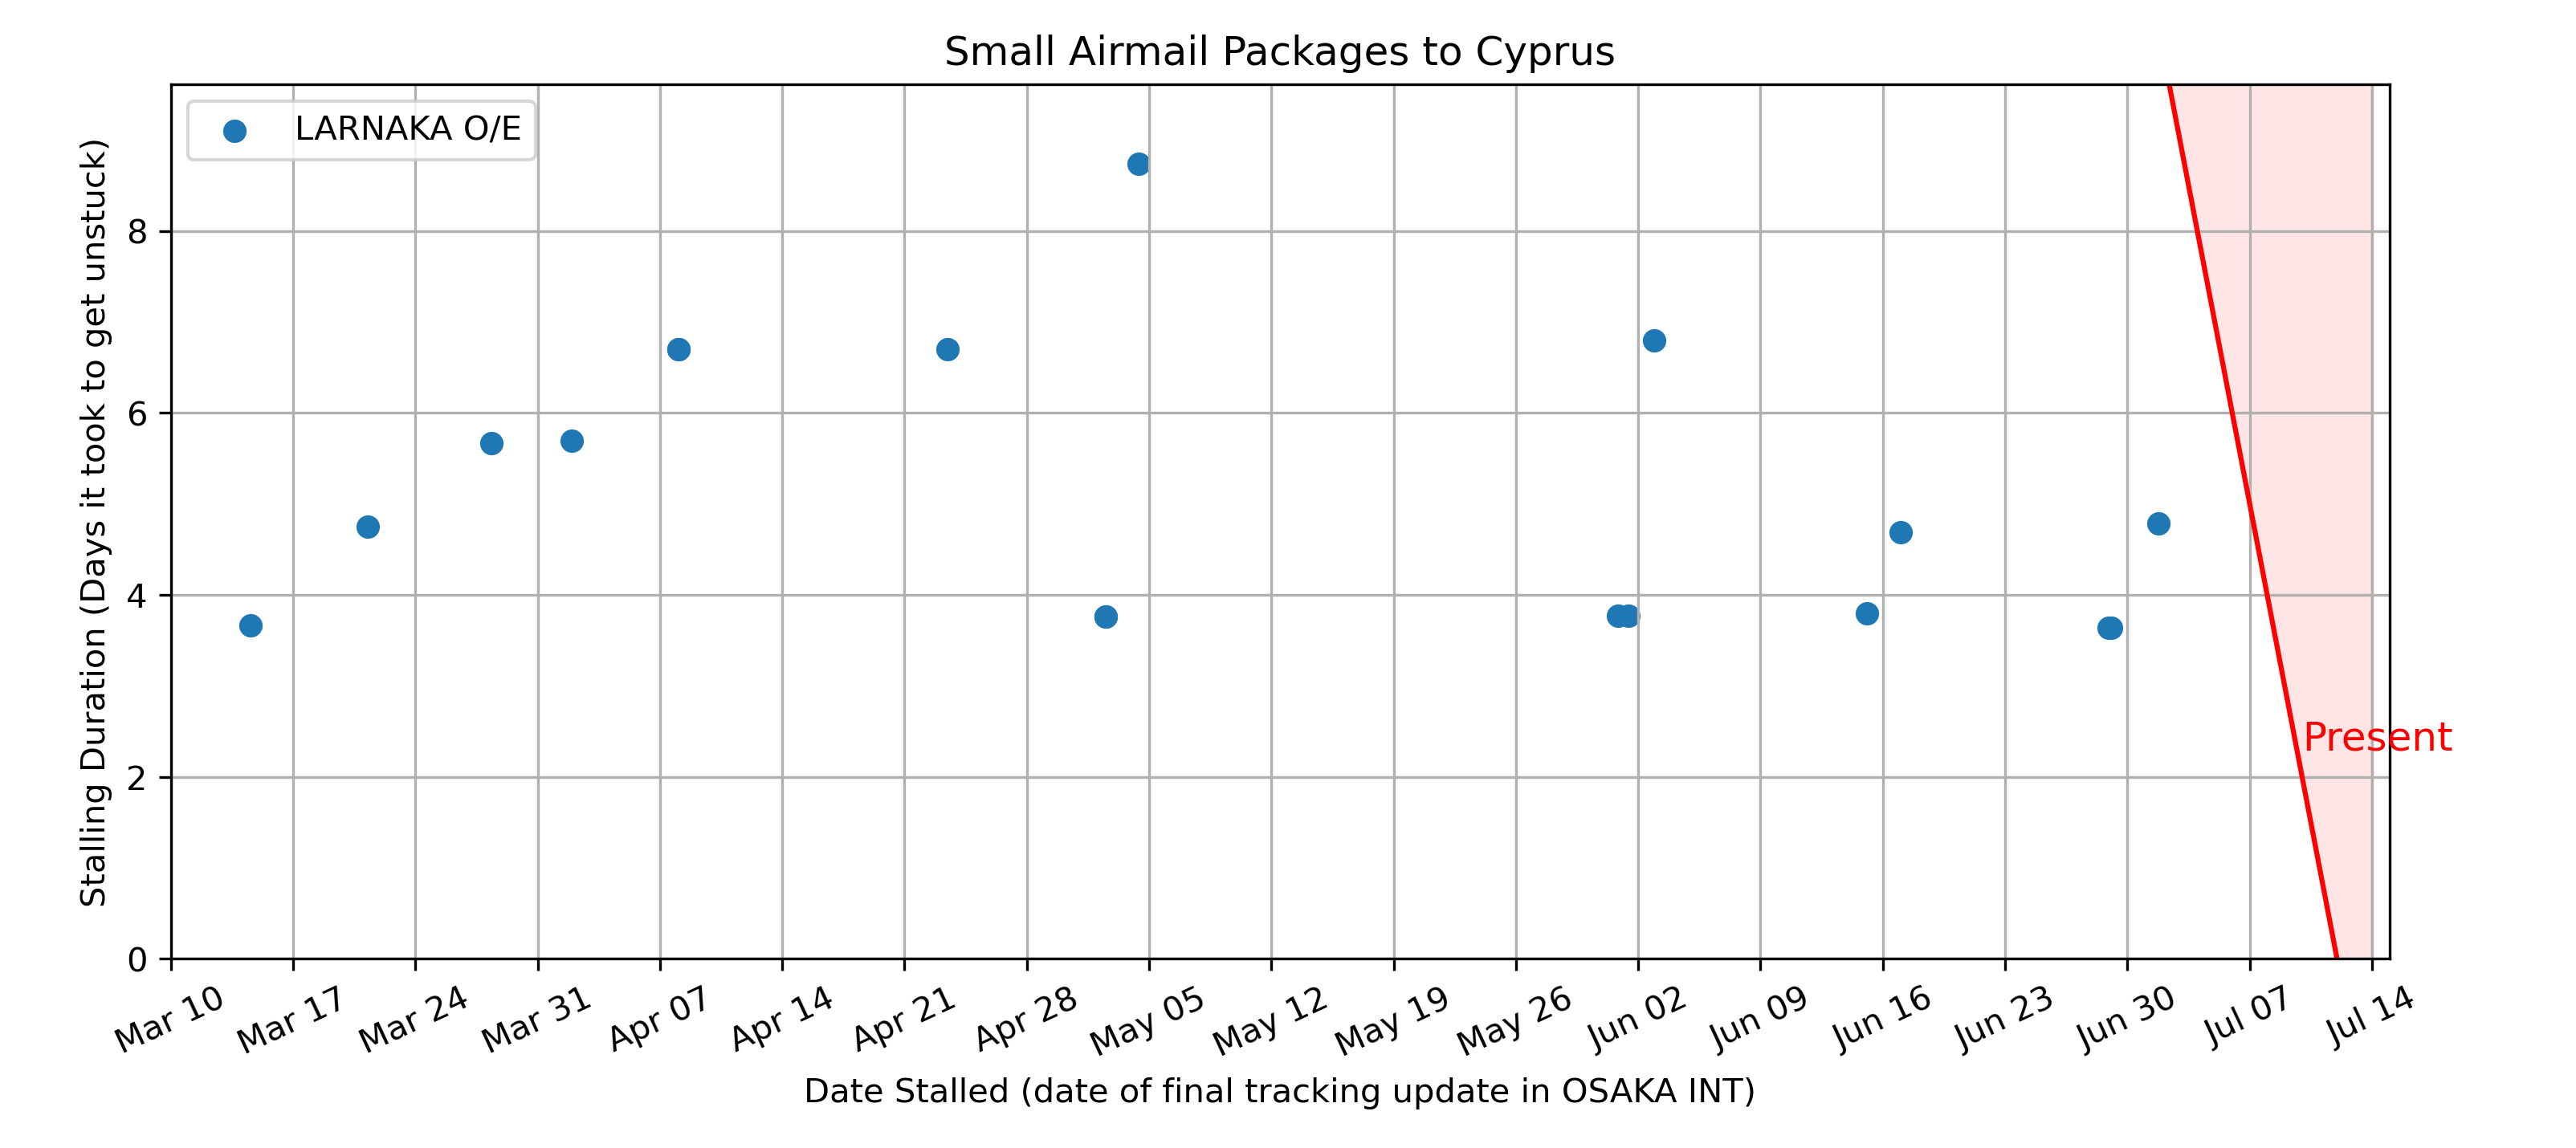 Small Airmail Packages to Cyprus
LARNAKA O/E
Stalling Duration (Days it took to get unstuck)
8
6
4
2
0
Present
Mar 10
Mar 17
Mar 24
Mar 31
Apr 07
Apr 14
Apr 21
Apr 28
May 05
May 12
May 19
May 26
Jun 02
Jun 09
Jun 16
Jun 23
Jun 30
Jul 07
Jul 14
Date Stalled (date of final tracking update in OSAKA INT)